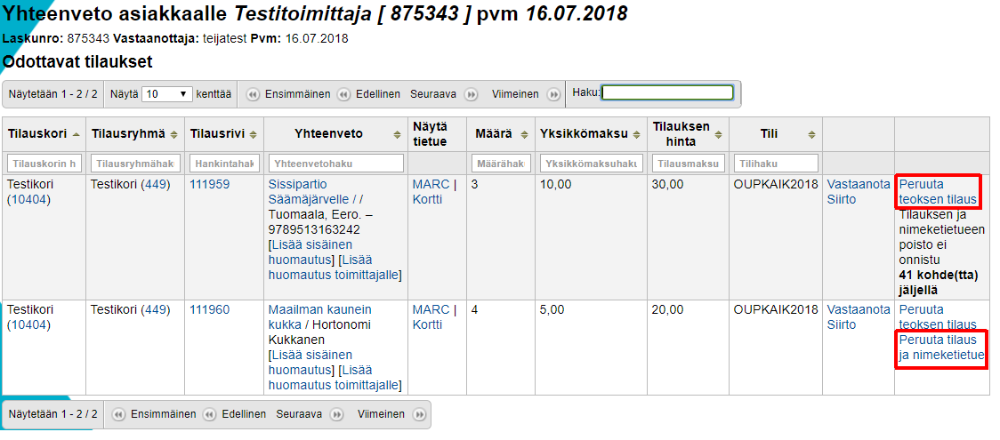 Yhteenveto asiakkaalle Testitoimittaja [ 875343 ] pvm 16.07.2018
Laskunro: 875343 Vastaanottaja: teijatest Pvm: 16.07.2018
Odottavat tilaukset
Näytetään 1 - 2 / 2 Näytä 10 kenttää Ensimmäinen Edellinen Seuraava Viimeinen Haku:
Tilauskori Tilausryhmä Tilausrivi Yhteenveto Näytä tietue Määrä Yksikkömaksu Tilauksen hinta Tili
Tilauskorin h Tilausryhmähak Hankintahak Yhteenvetohaku Määrähak Yksikkömaksuhaku Tilausmaksu Tilihaku
Testikori (10404)
Testikori (449)
111959
Sissipartio
Säämäjärvelle / /
Tuomaala, Eero. –
9789513163242
[Lisää sisäinen
huomautus] [Lisää
huomautus toimittajalle]
MARC |
Kortti
3
10,00
30,00
OUPKAIK2018
Vastaanota
Siirto
Peruuta
teoksen tilaus
Tilauksen ja
nimeketietueen
poisto ei
onnistu
41 kohde(tta)
jäljellä
Testikori
(10404)
Testikori (449)
111960
Maailman kaunein
kukka / Hortonomi
Kukkanen
[Lisää sisäinen
huomautus] [Lisää
huomautus toimittajalle]
MARC |
Kortti
4
5,00
20,00
OUPKAIK2018
Vastaanota
Siirto
Peruuta
teoksen tilaus
Peruuta tilaus
ja nimeketietue
Näytetään 1 - 2 / 2 Ensimmäinen Edellinen Seuraava Viimeinen